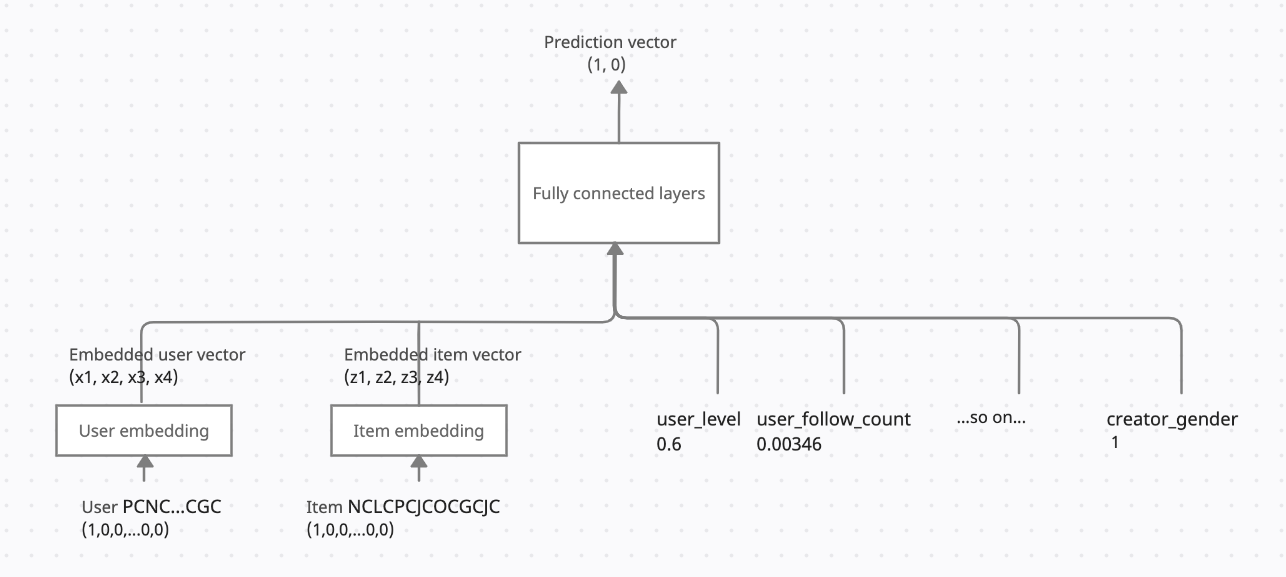 Prediction vector
(1, 0)
Fully connected layers
Embedded user vector
(x1, x2, x3, x4)
Embedded item vector
(z1, z2, z3, z4)
User embedding
Item embedding
user_level
0.6
user_follow_count
0.00346
...so on...
creator_gender
1
User PCNC...CGC
(1,0,0,...0,0)
Item NCLCPCJCOCGCJC
(1,0,0,...0,0)